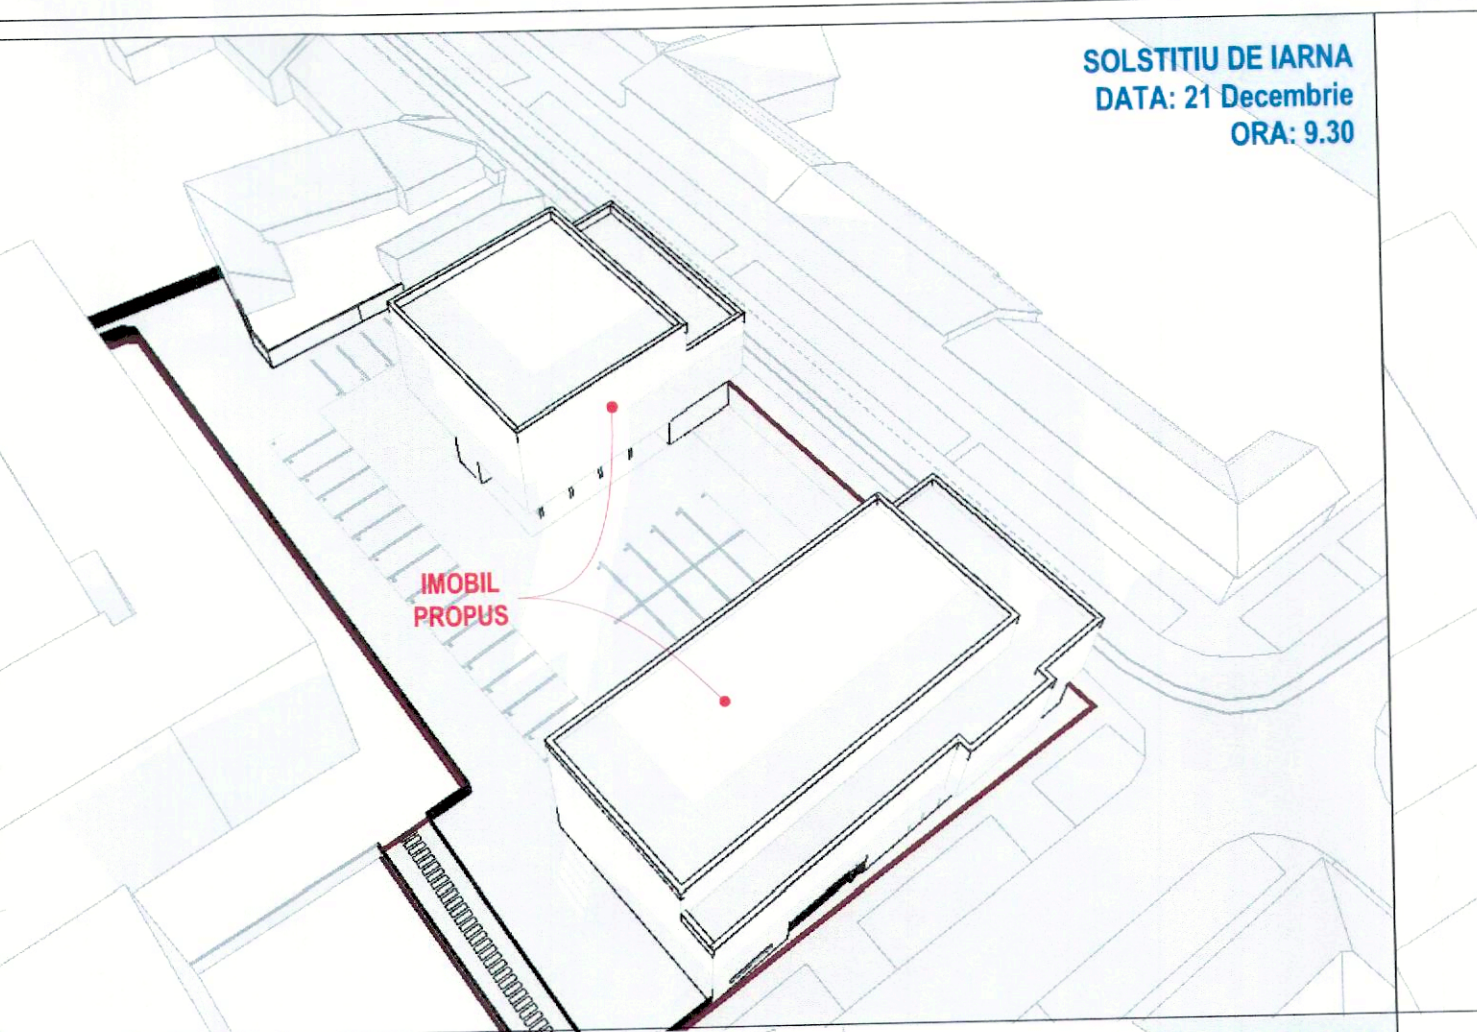 SOLSTITIU DE IARNA
DATA: 21 Decembrie
ORA: 9.30
IMOBIL
PROPUS